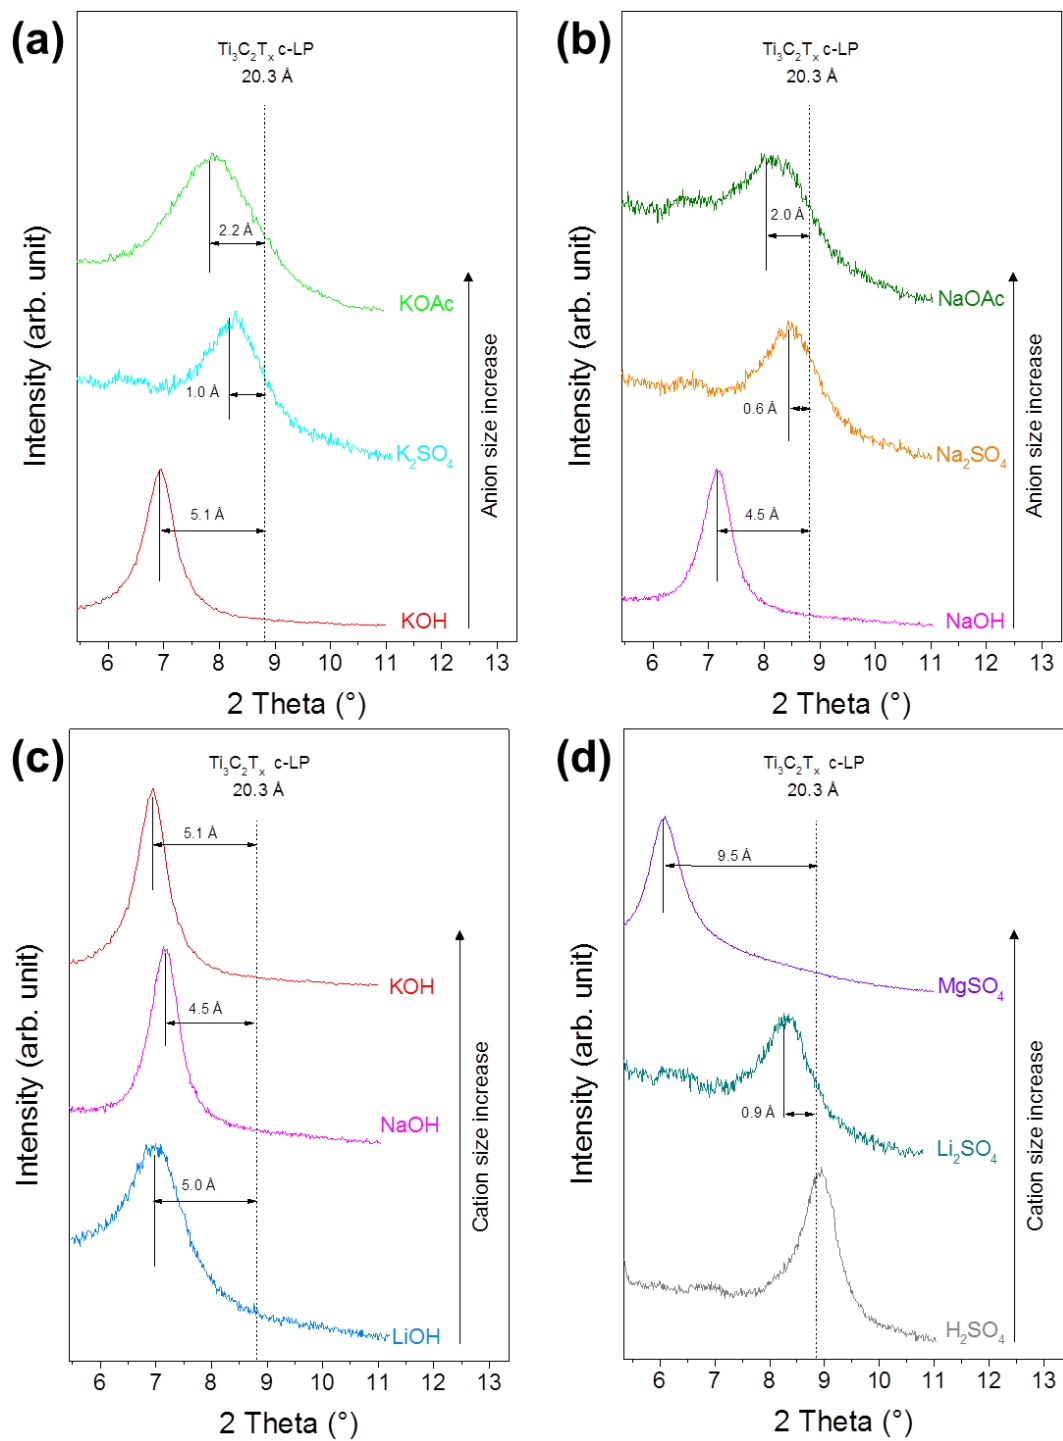 (a)
Ti₃C₂Tₓ c-LP
20.3 Å
2.2 Å
KOAc
1.0 Å
K₂SO₄
5.1 Å
KOH
Intensity (arb. unit)
Anion size increase
6 7 8 9 10 11 12 13
2 Theta (°)
(b)
Ti₃C₂Tₓ c-LP
20.3 Å
2.0 Å
NaOAc
0.6 Å
Na₂SO₄
4.5 Å
NaOH
Intensity (arb. unit)
Anion size increase
6 7 8 9 10 11 12 13
2 Theta (°)
(c)
Ti₃C₂Tₓ c-LP
20.3 Å
5.1 Å
KOH
4.5 Å
NaOH
5.0 Å
LiOH
Intensity (arb. unit)
Cation size increase
6 7 8 9 10 11 12 13
2 Theta (°)
(d)
Ti₃C₂Tₓ c-LP
20.3 Å
9.5 Å
MgSO₄
0.9 Å
Li₂SO₄
H₂SO₄
Intensity (arb. unit)
Cation size increase
6 7 8 9 10 11 12 13
2 Theta (°)